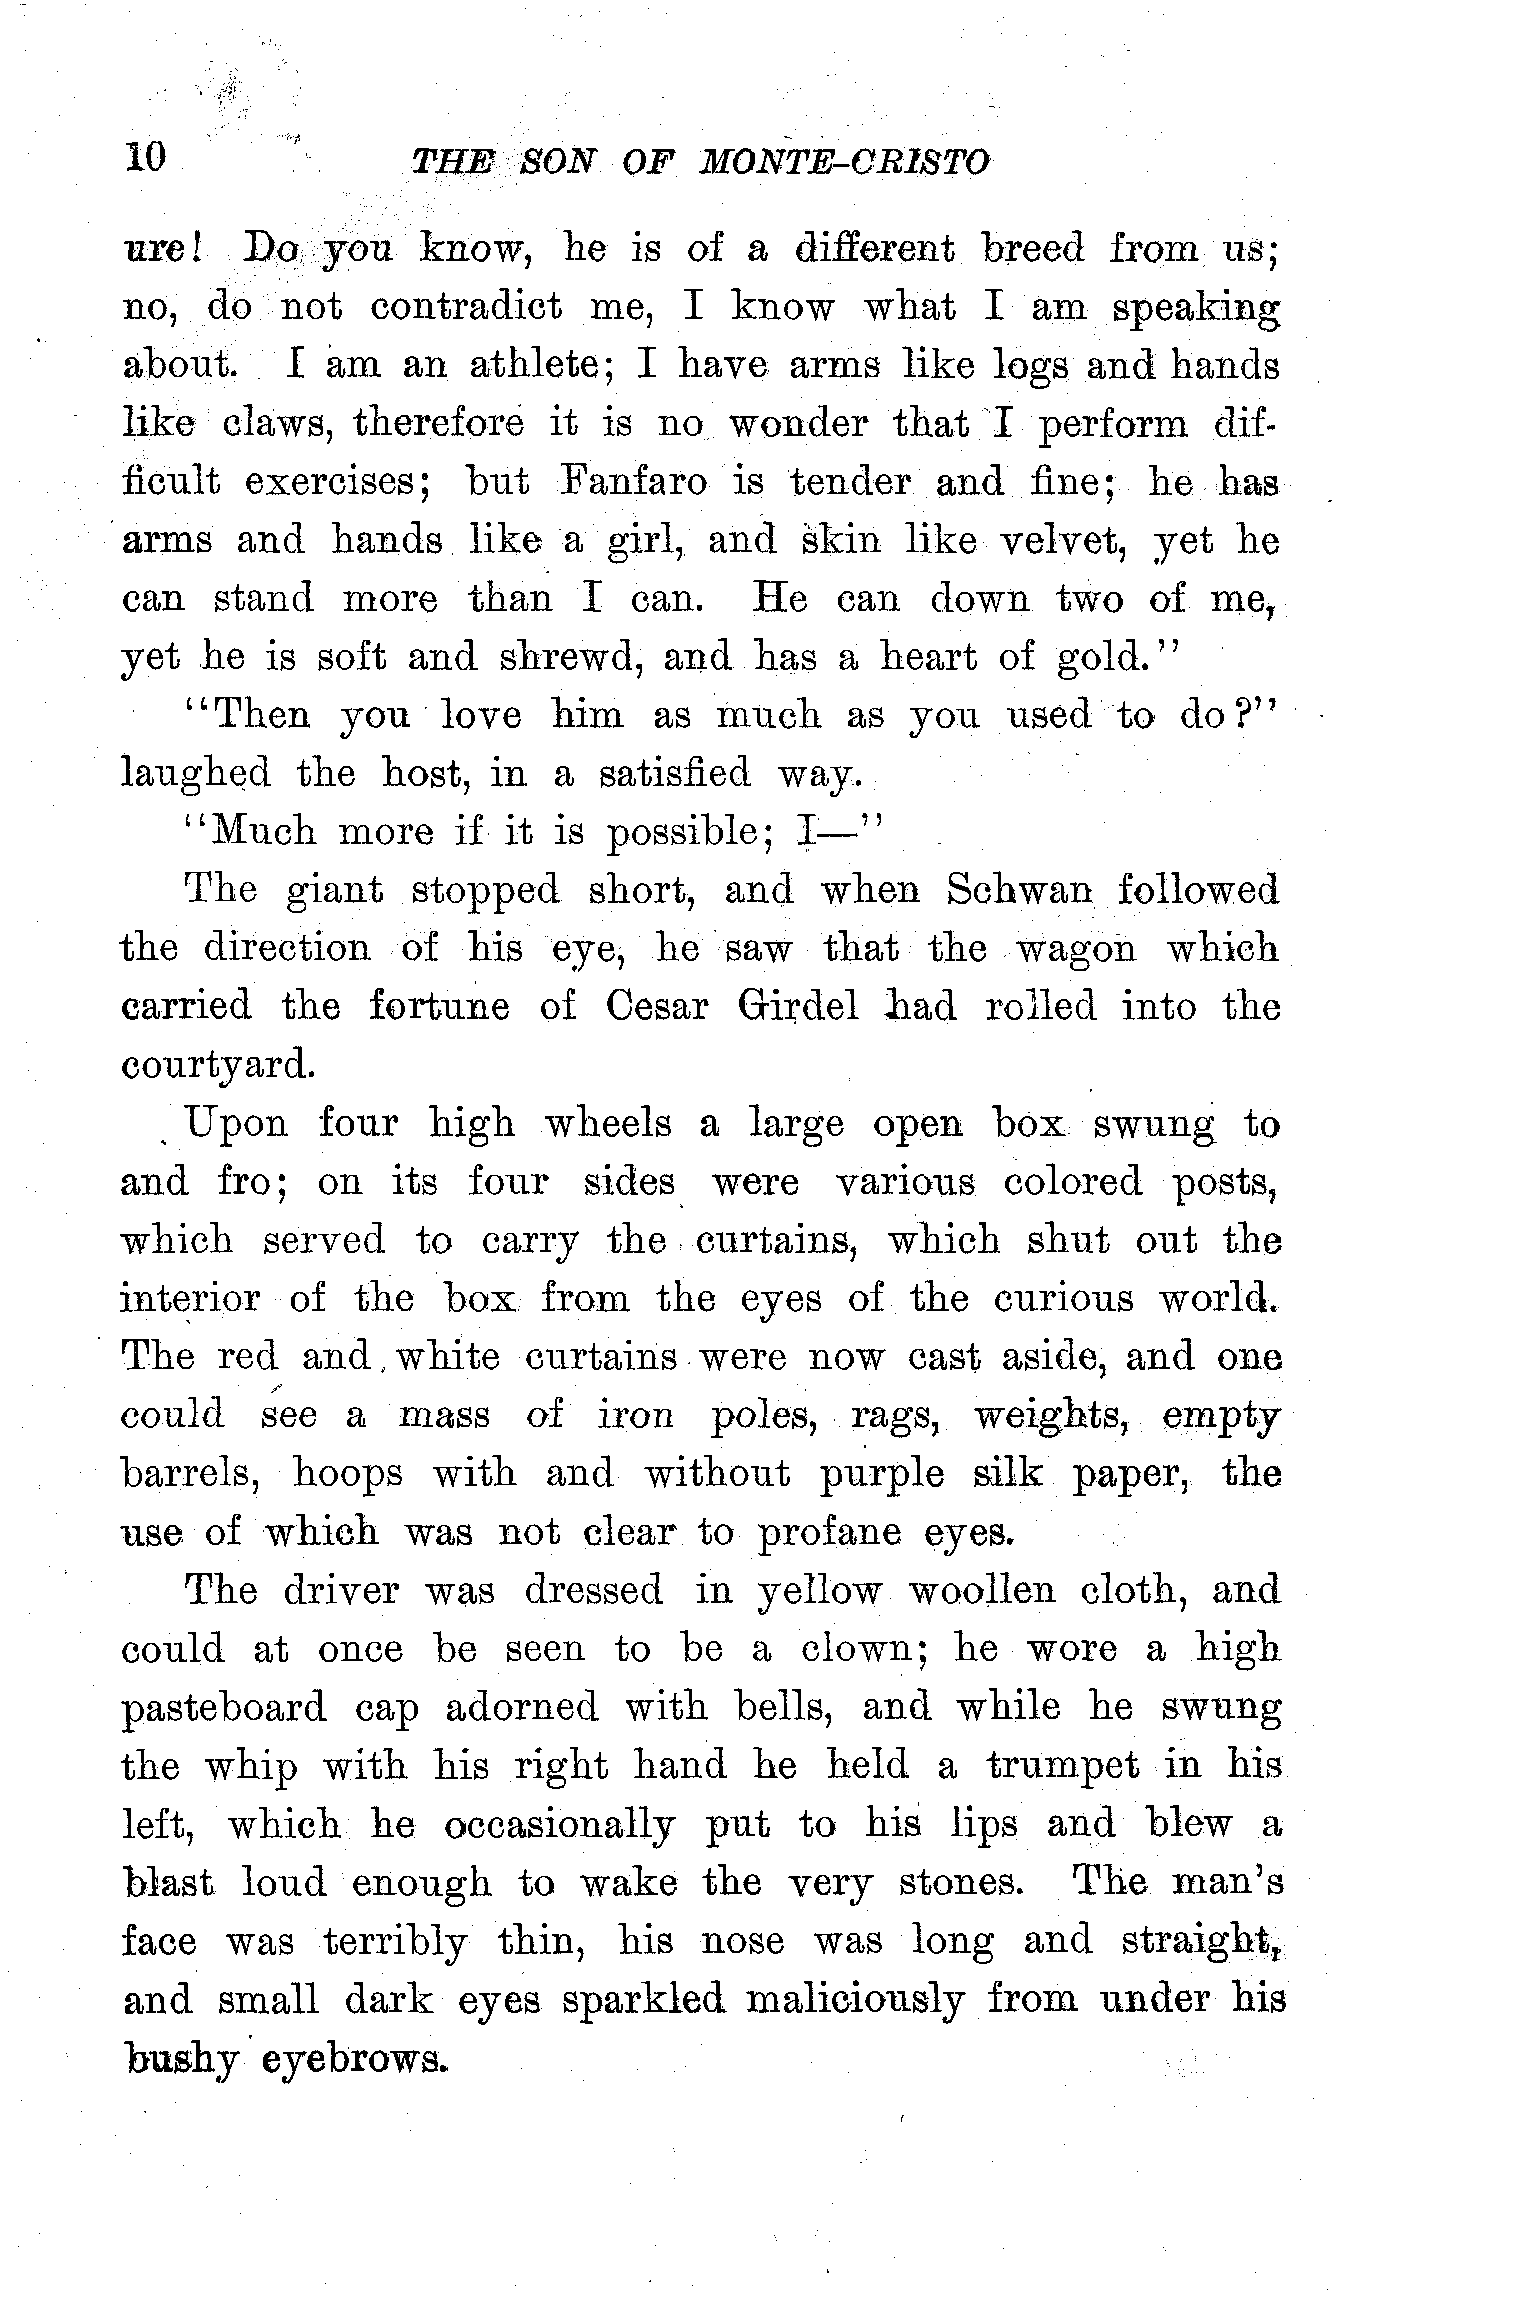 10 THE SON OF MONTE-CRISTO
ure! Do you know, he is of a different breed from us;
no, do not contradict me, I know what I am speaking
about. I am an athlete; I have arms like logs and hands
like claws, therefore it is no wonder that I perform dif-
ficult exercises; but Fanfaro is tender and fine; he has
arms and hands like a girl, and skin like velvet, yet he
can stand more than I can. He can down two of me,
yet he is soft and shrewd, and has a heart of gold."
"Then you love him as much as you used to do?"
laughed the host, in a satisfied way.
"Much more if it is possible; I—"
The giant stopped short, and when Schwan followed
the direction of his eye, he saw that the wagon which
carried the fortune of Cesar Girdel had rolled into the
courtyard.
Upon four high wheels a large open box swung to
and fro; on its four sides were various colored posts,
which served to carry the curtains, which shut out the
interior of the box from the eyes of the curious world.
The red and white curtains were now cast aside, and one
could see a mass of iron poles, rags, weights, empty
barrels, hoops with and without purple silk paper, the
use of which was not clear to profane eyes.
The driver was dressed in yellow woollen cloth, and
could at once be seen to be a clown; he wore a high
pasteboard cap adorned with bells, and while he swung
the whip with his right hand he held a trumpet in his
left, which he occasionally put to his lips and blew a
blast loud enough to wake the very stones. The man's
face was terribly thin, his nose was long and straight,
and small dark eyes sparkled maliciously from under his
bushy eyebrows.